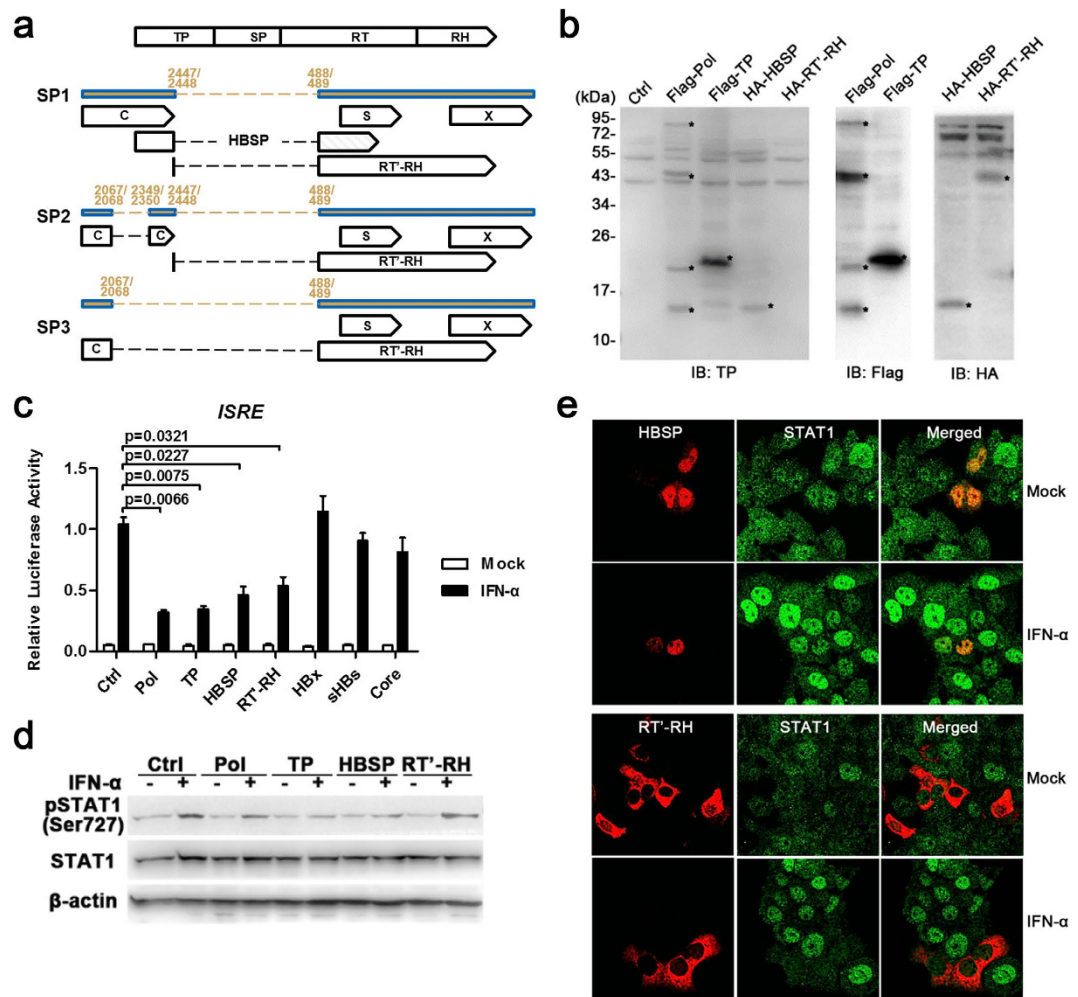 a
TP SP RT RH
SP1
2447/
2448
488/
489
C S X
HBSP
RT'-RH
SP2
2067/
2068
2349/
2350
2447/
2448
488/
489
C C S X
RT'-RH
SP3
2067/
2068
488/
489
S X
C RT'-RH
b
(kDa) Ctrl Flag-Pol Flag-TP HA-HBSP HA-RT'-RH Flag-Pol Flag-TP HA-HBSP HA-RT'-RH
95-
72-
55-
43-
34-
26-
17-
10-
* * * * * * * * * * * * *
IB: TP IB: Flag IB: HA
c
ISRE
p=0.0321
p=0.0227
p=0.0075
p=0.0066
Relative Luciferase Activity
1.5
1.0
0.5
0.0
Mock
IFN-α
Ctrl Pol TP HBSP RT'-RH HBx sHBs Core
d
Ctrl Pol TP HBSP RT'-RH
IFN-α - + - + - + - + - +
pSTAT1
(Ser727)
STAT1
β-actin
e
HBSP STAT1 Merged
Mock
IFN-α
RT'-RH STAT1 Merged
Mock
IFN-α